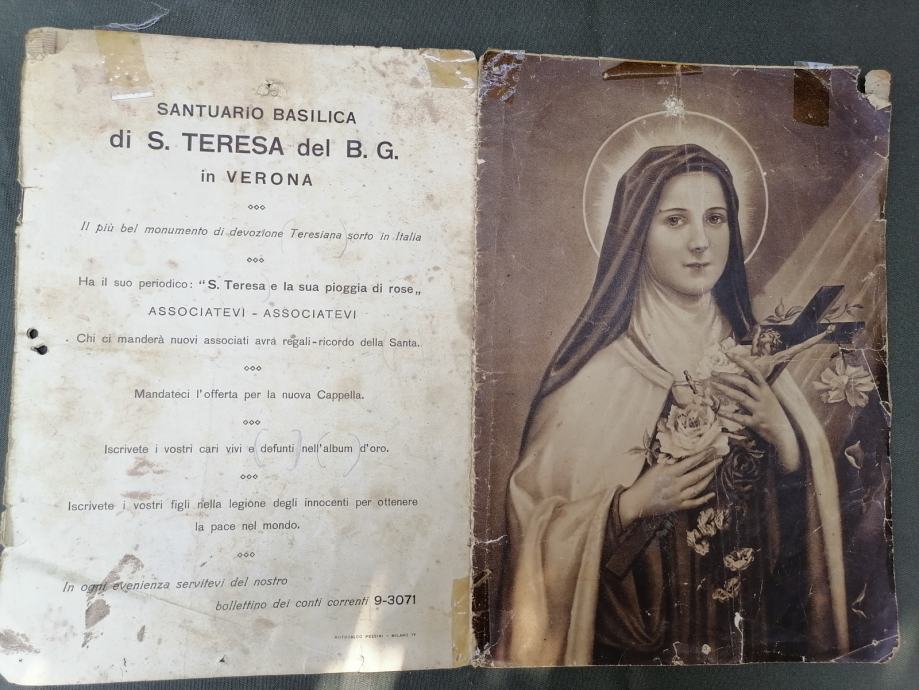 SANTUARIO BASILICA
di S. TERESA del B. G.
in VERONA
Il più bel monumento di devozione Teresiana sorto in Italia
Ha il suo periodico: "S. Teresa e la sua pioggia di rose„
ASSOCIATEVI - ASSOCIATEVI
Chi ci manderà nuovi associati avrà regali-ricordo della Santa.
Mandateci l'offerta per la nuova Cappella.
Iscrivete i vostri cari vivi e defunti nell'album d'oro.
Iscrivete i vostri figli nella legione degli innocenti per ottenere
la pace nel mondo.
In ogni evenienza servitevi del nostro
bollettino dei conti correnti 9-3071
ROTOCALCO PESSINI - MILANO